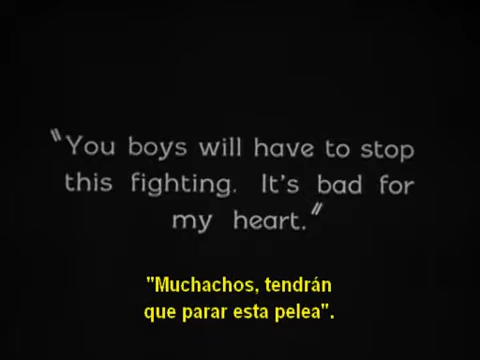 "You boys will have to stop
this fighting. It's bad for
my heart."
"Muchachos, tendrán
que parar esta pelea".